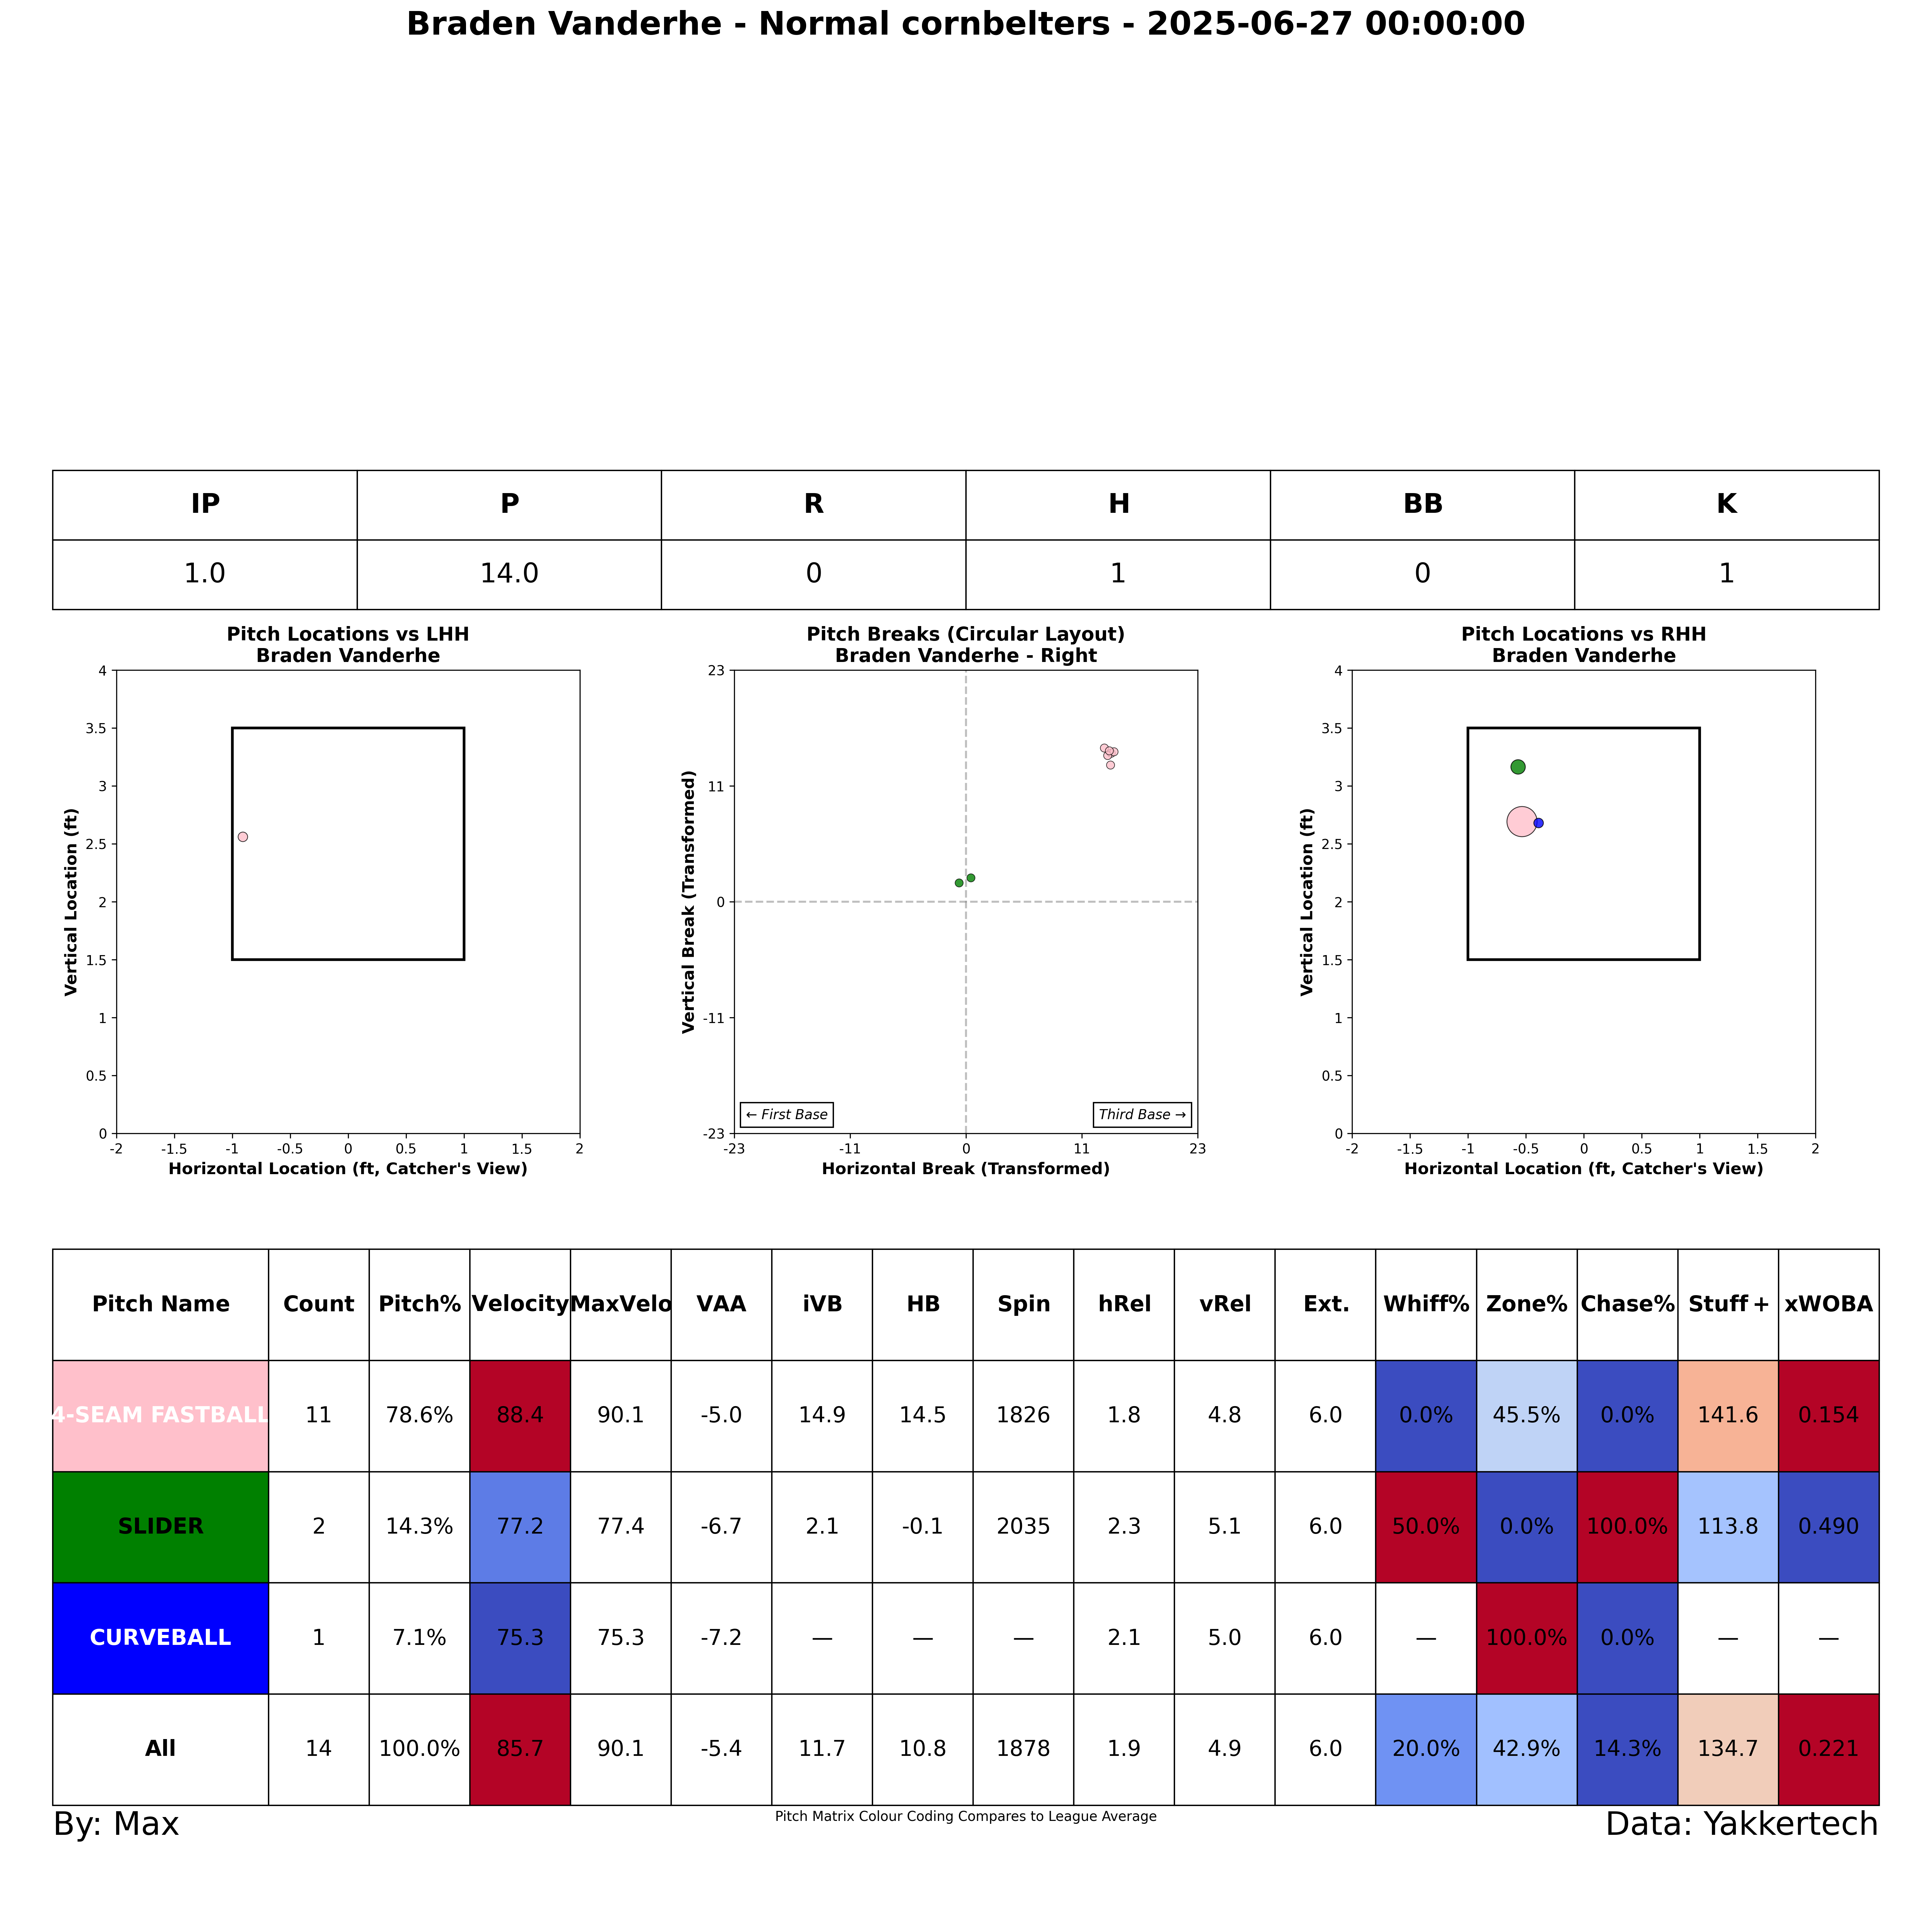 Braden Vanderhe - Normal cornbelters - 2025-06-27 00:00:00
IP P R H BB K
1.0 14.0 0 1 0 1
Pitch Locations vs LHH
Braden Vanderhe
4
3.5
3
2.5
2
1.5
1
0.5
0
Vertical Location (ft)
-2 -1.5 -1 -0.5 0 0.5 1 1.5 2
Horizontal Location (ft, Catcher's View)
Pitch Breaks (Circular Layout)
Braden Vanderhe - Right
23
11
0
-11
-23
Vertical Break (Transformed)
← First Base
Third Base →
-23 -11 0 11 23
Horizontal Break (Transformed)
Pitch Locations vs RHH
Braden Vanderhe
4
3.5
3
2.5
2
1.5
1
0.5
0
Vertical Location (ft)
-2 -1.5 -1 -0.5 0 0.5 1 1.5 2
Horizontal Location (ft, Catcher's View)
Pitch Name Count Pitch% Velocity MaxVelo VAA iVB HB Spin hRel vRel Ext. Whiff% Zone% Chase% Stuff+ xWOBA
4-SEAM FASTBALL 11 78.6% 88.4 90.1 -5.0 14.9 14.5 1826 1.8 4.8 6.0 0.0% 45.5% 0.0% 141.6 0.154
SLIDER 2 14.3% 77.2 77.4 -6.7 2.1 -0.1 2035 2.3 5.1 6.0 50.0% 0.0% 100.0% 113.8 0.490
CURVEBALL 1 7.1% 75.3 75.3 -7.2 — — — 2.1 5.0 6.0 — 100.0% 0.0% — —
All 14 100.0% 85.7 90.1 -5.4 11.7 10.8 1878 1.9 4.9 6.0 20.0% 42.9% 14.3% 134.7 0.221
By: Max
Pitch Matrix Colour Coding Compares to League Average
Data: Yakkertech